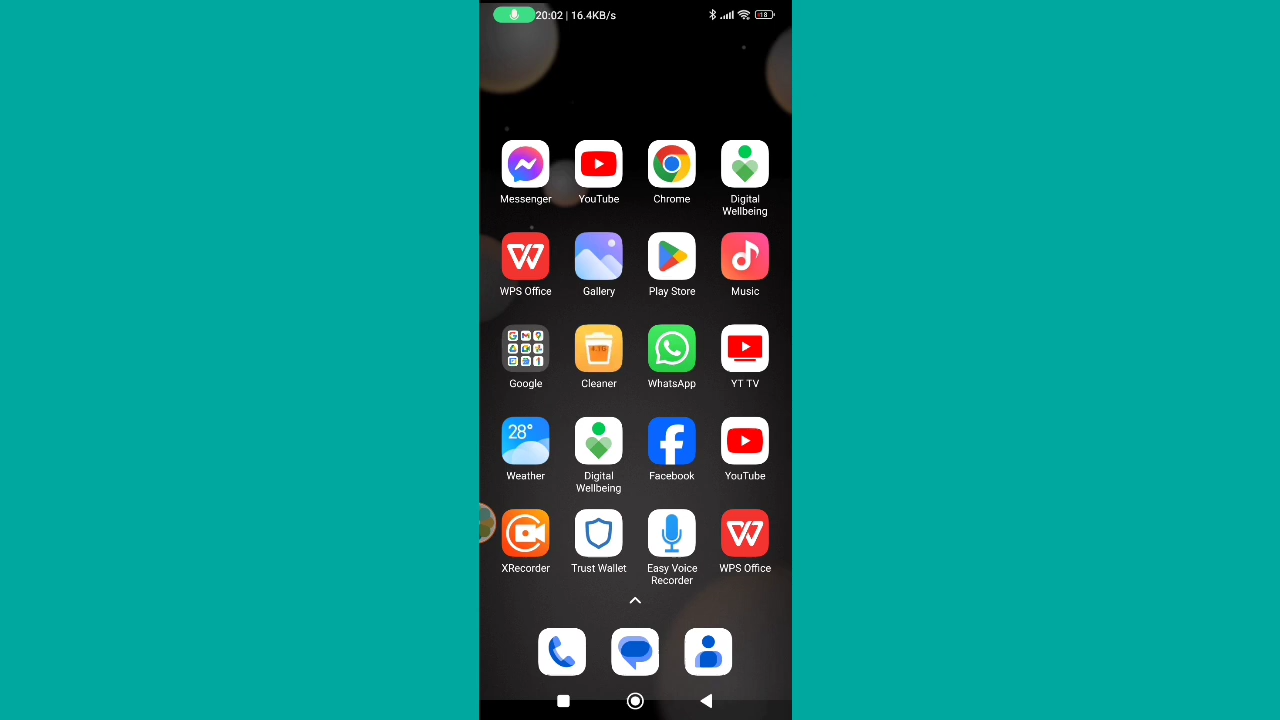 20:02 | 16.4KB/s
18
Messenger
YouTube
Chrome
Digital
Wellbeing
WPS Office
Gallery
Play Store
Music
Google
Cleaner
WhatsApp
YT TV
28°
Weather
Digital
Wellbeing
Facebook
YouTube
XRecorder
Trust Wallet
Easy Voice
Recorder
WPS Office